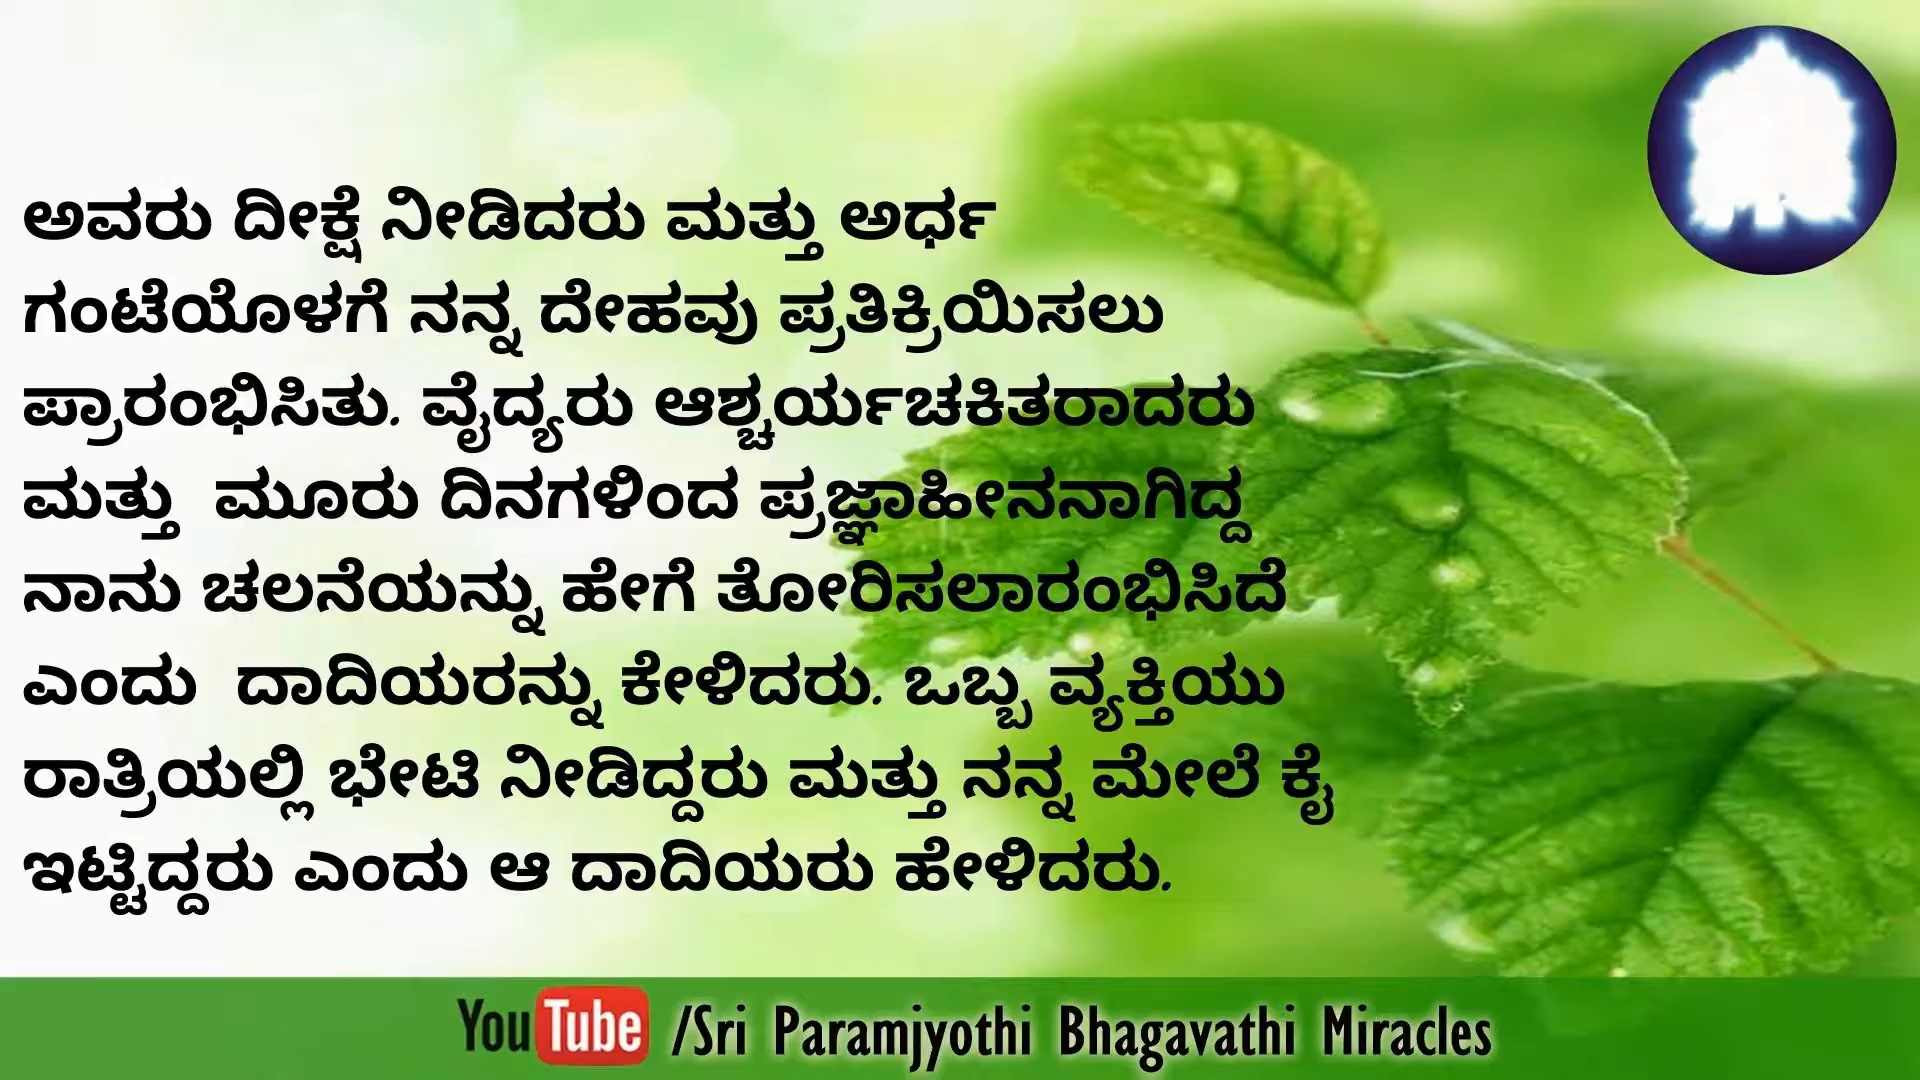 ಅವರು ದೀಕ್ಷೆ ನೀಡಿದರು ಮತ್ತು ಅರ್ಧ
ಗಂಟೆಯೊಳಗೆ ನನ್ನ ದೇಹವು ಪ್ರತಿಕ್ರಿಯಿಸಲು
ಪ್ರಾರಂಭಿಸಿತು. ವೈದ್ಯರು ಆಶ್ಚರ್ಯಚಕಿತರಾದರು
ಮತ್ತು ಮೂರು ದಿನಗಳಿಂದ ಪ್ರಜ್ಞಾಹೀನನಾಗಿದ್ದ
ನಾನು ಚಲನೆಯನ್ನು ಹೇಗೆ ತೋರಿಸಲಾರಂಭಿಸಿದೆ
ಎಂದು ದಾದಿಯರನ್ನು ಕೇಳಿದರು. ಒಬ್ಬ ವ್ಯಕ್ತಿಯು
ರಾತ್ರಿಯಲ್ಲಿ ಭೇಟಿ ನೀಡಿದ್ದರು ಮತ್ತು ನನ್ನ ಮೇಲೆ ಕೈ
ಇಟ್ಟಿದ್ದರು ಎಂದು ಆ ದಾದಿಯರು ಹೇಳಿದರು.
YouTube /Sri Paramjyothi Bhagavathi Miracles